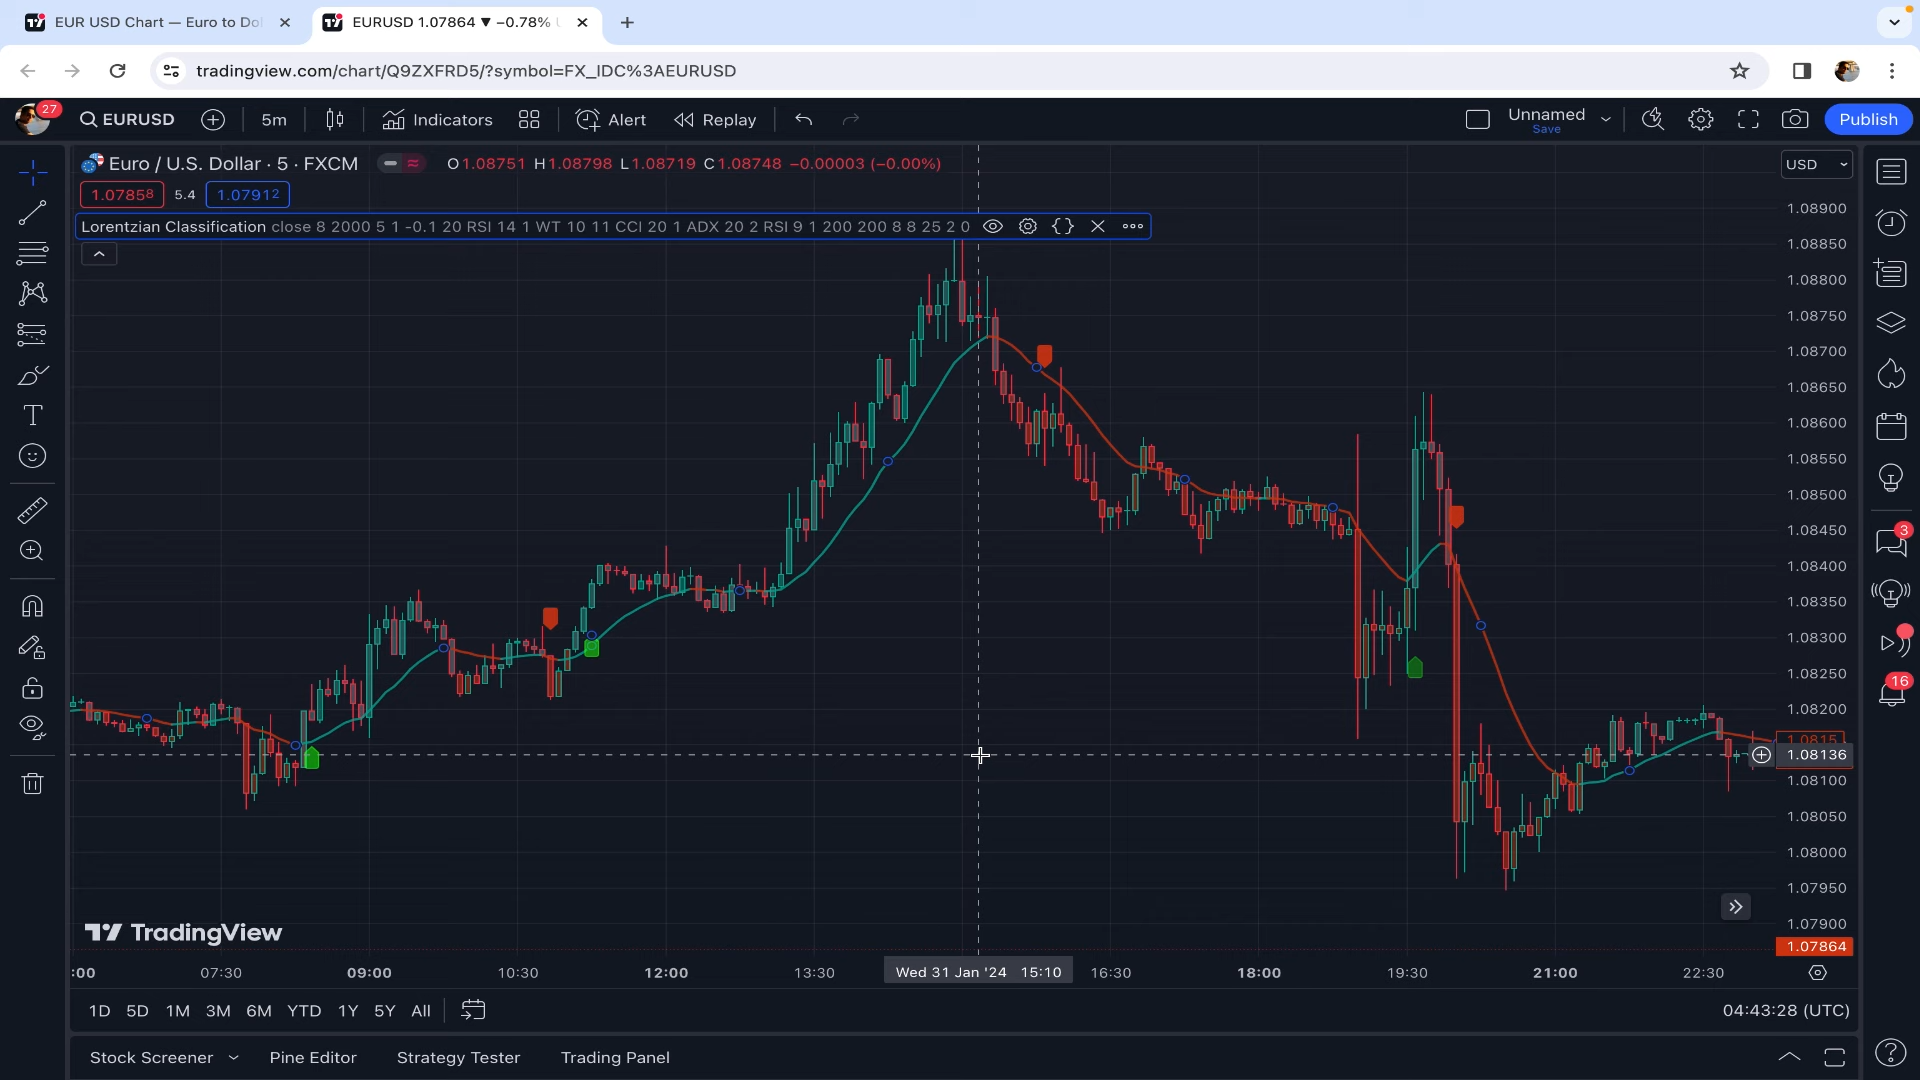 EUR USD Chart — Euro to Do
EURUSD 1.07864 ▼ −0.78% U
tradingview.com/chart/Q9ZXFRD5/?symbol=FX_IDC%3AEURUSD
27
EURUSD
5m
Indicators
Alert
Replay
Unnamed
Save
Publish
Euro / U.S. Dollar · 5 · FXCM
O1.08751 H1.08798 L1.08719 C1.08748 −0.00003 (−0.00%)
USD
1.07858 5.4 1.07912
Lorentzian Classification close 8 2000 5 1 -0.1 20 RSI 14 1 WT 10 11 CCI 20 1 ADX 20 2 RSI 9 1 200 200 8 8 25 2 0
1.08900
1.08850
1.08800
1.08750
1.08700
1.08650
1.08600
1.08550
1.08500
1.08450
1.08400
1.08350
1.08300
1.08250
1.08200
1.0815
1.08136
1.08100
1.08050
1.08000
1.07950
1.07900
1.07864
3
16
TradingView
:00 07:30 09:00 10:30 12:00 13:30 Wed 31 Jan '24 15:10 16:30 18:00 19:30 21:00 22:30
1D 5D 1M 3M 6M YTD 1Y 5Y All
04:43:28 (UTC)
Stock Screener Pine Editor Strategy Tester Trading Panel